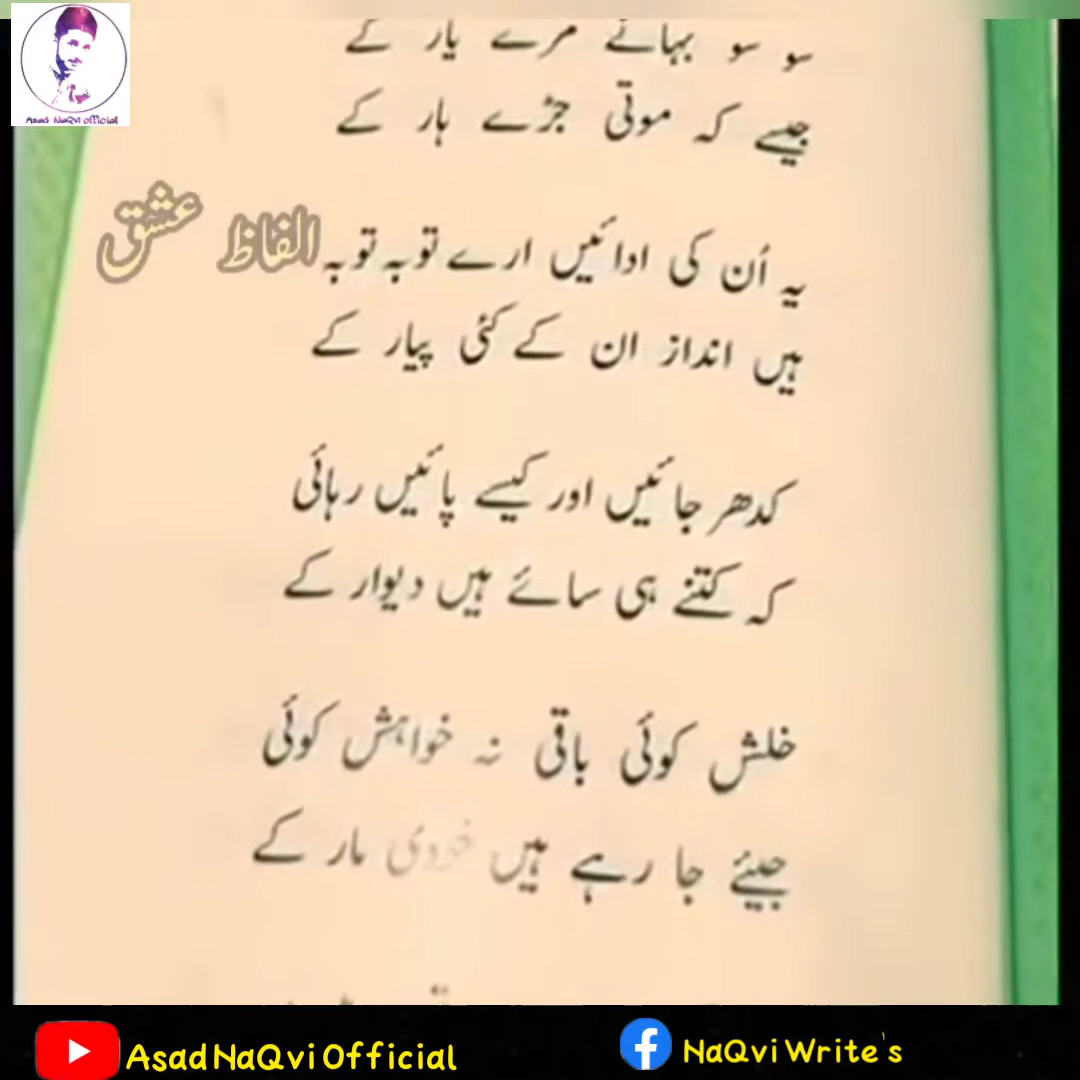 Asad NaQvi official
سو سو بہانے مرے یار کے
جیسے کہ موتی جڑے ہار کے
الفاظ عشق
یہ اُن کی ادائیں ارے توبہ توبہ
ہیں انداز ان کے کئی پیار کے
کدھر جائیں اور کیسے پائیں رہائی
کہ کتنے ہی سائے ہیں دیوار کے
خلش کوئی باقی نہ خواہش کوئی
جیئے جا رہے ہیں خودی مار کے
Asad NaQvi Official
NaQvi Write's